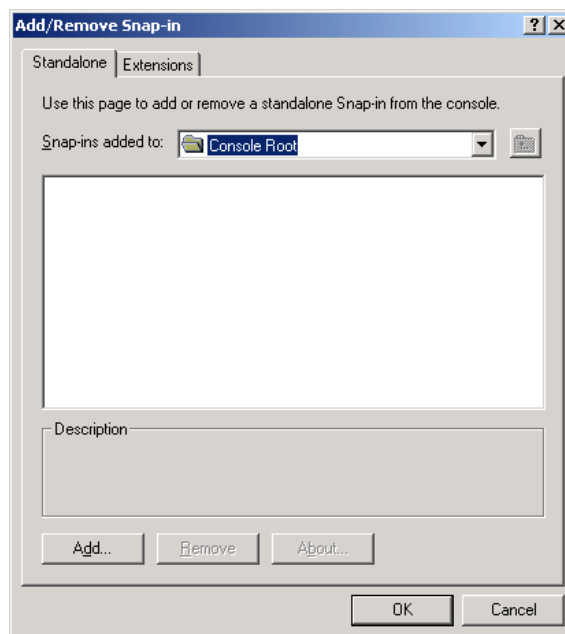 Add/Remove Snap-in
Standalone Extensions
Use this page to add or remove a standalone Snap-in from the console.
Snap-ins added to: Console Root
Description
Add... Remove About...
OK Cancel